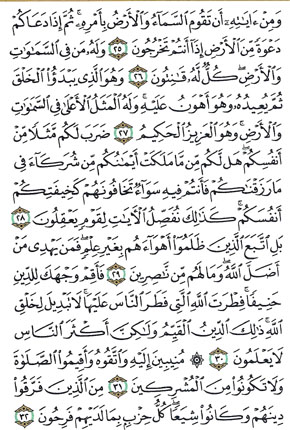 وَمِنْ ءَايَٰتِهِۦٓ أَن تَقُومَ ٱلسَّمَآءُ وَٱلْأَرْضُ بِأَمْرِهِۦ ۚ ثُمَّ إِذَا دَعَاكُمْ
دَعْوَةً مِّنَ ٱلْأَرْضِ إِذَآ أَنتُمْ تَخْرُجُونَ ٢٥ وَلَهُۥ مَن فِى ٱلسَّمَٰوَٰتِ
وَٱلْأَرْضِ ۖ كُلٌّ لَّهُۥ قَٰنِتُونَ ٢٦ وَهُوَ ٱلَّذِى يَبْدَؤُا۟ ٱلْخَلْقَ
ثُمَّ يُعِيدُهُۥ وَهُوَ أَهْوَنُ عَلَيْهِ ۚ وَلَهُ ٱلْمَثَلُ ٱلْأَعْلَىٰ فِى ٱلسَّمَٰوَٰتِ
وَٱلْأَرْضِ ۚ وَهُوَ ٱلْعَزِيزُ ٱلْحَكِيمُ ٢٧ ضَرَبَ لَكُم مَّثَلًا مِّنْ
أَنفُسِكُمْ ۖ هَل لَّكُم مِّن مَّا مَلَكَتْ أَيْمَٰنُكُم مِّن شُرَكَآءَ فِى
مَا رَزَقْنَٰكُمْ فَأَنتُمْ فِيهِ سَوَآءٌ تَخَافُونَهُمْ كَخِيفَتِكُمْ
أَنفُسَكُمْ ۚ كَذَٰلِكَ نُفَصِّلُ ٱلْءَايَٰتِ لِقَوْمٍ يَعْقِلُونَ ٢٨
بَلِ ٱتَّبَعَ ٱلَّذِينَ ظَلَمُوٓا۟ أَهْوَآءَهُم بِغَيْرِ عِلْمٍ ۖ فَمَن يَهْدِى مَنْ
أَضَلَّ ٱللَّهُ ۖ وَمَا لَهُم مِّن نَّٰصِرِينَ ٢٩ فَأَقِمْ وَجْهَكَ لِلدِّينِ
حَنِيفًا ۚ فِطْرَتَ ٱللَّهِ ٱلَّتِى فَطَرَ ٱلنَّاسَ عَلَيْهَا ۚ لَا تَبْدِيلَ لِخَلْقِ
ٱللَّهِ ۚ ذَٰلِكَ ٱلدِّينُ ٱلْقَيِّمُ وَلَٰكِنَّ أَكْثَرَ ٱلنَّاسِ
لَا يَعْلَمُونَ ٣٠ ۞ مُنِيبِينَ إِلَيْهِ وَٱتَّقُوهُ وَأَقِيمُوا۟ ٱلصَّلَوٰةَ
وَلَا تَكُونُوا۟ مِنَ ٱلْمُشْرِكِينَ ٣١ مِنَ ٱلَّذِينَ فَرَّقُوا۟
دِينَهُمْ وَكَانُوا۟ شِيَعًا ۖ كُلُّ حِزْبٍۭ بِمَا لَدَيْهِمْ فَرِحُونَ ٣٢